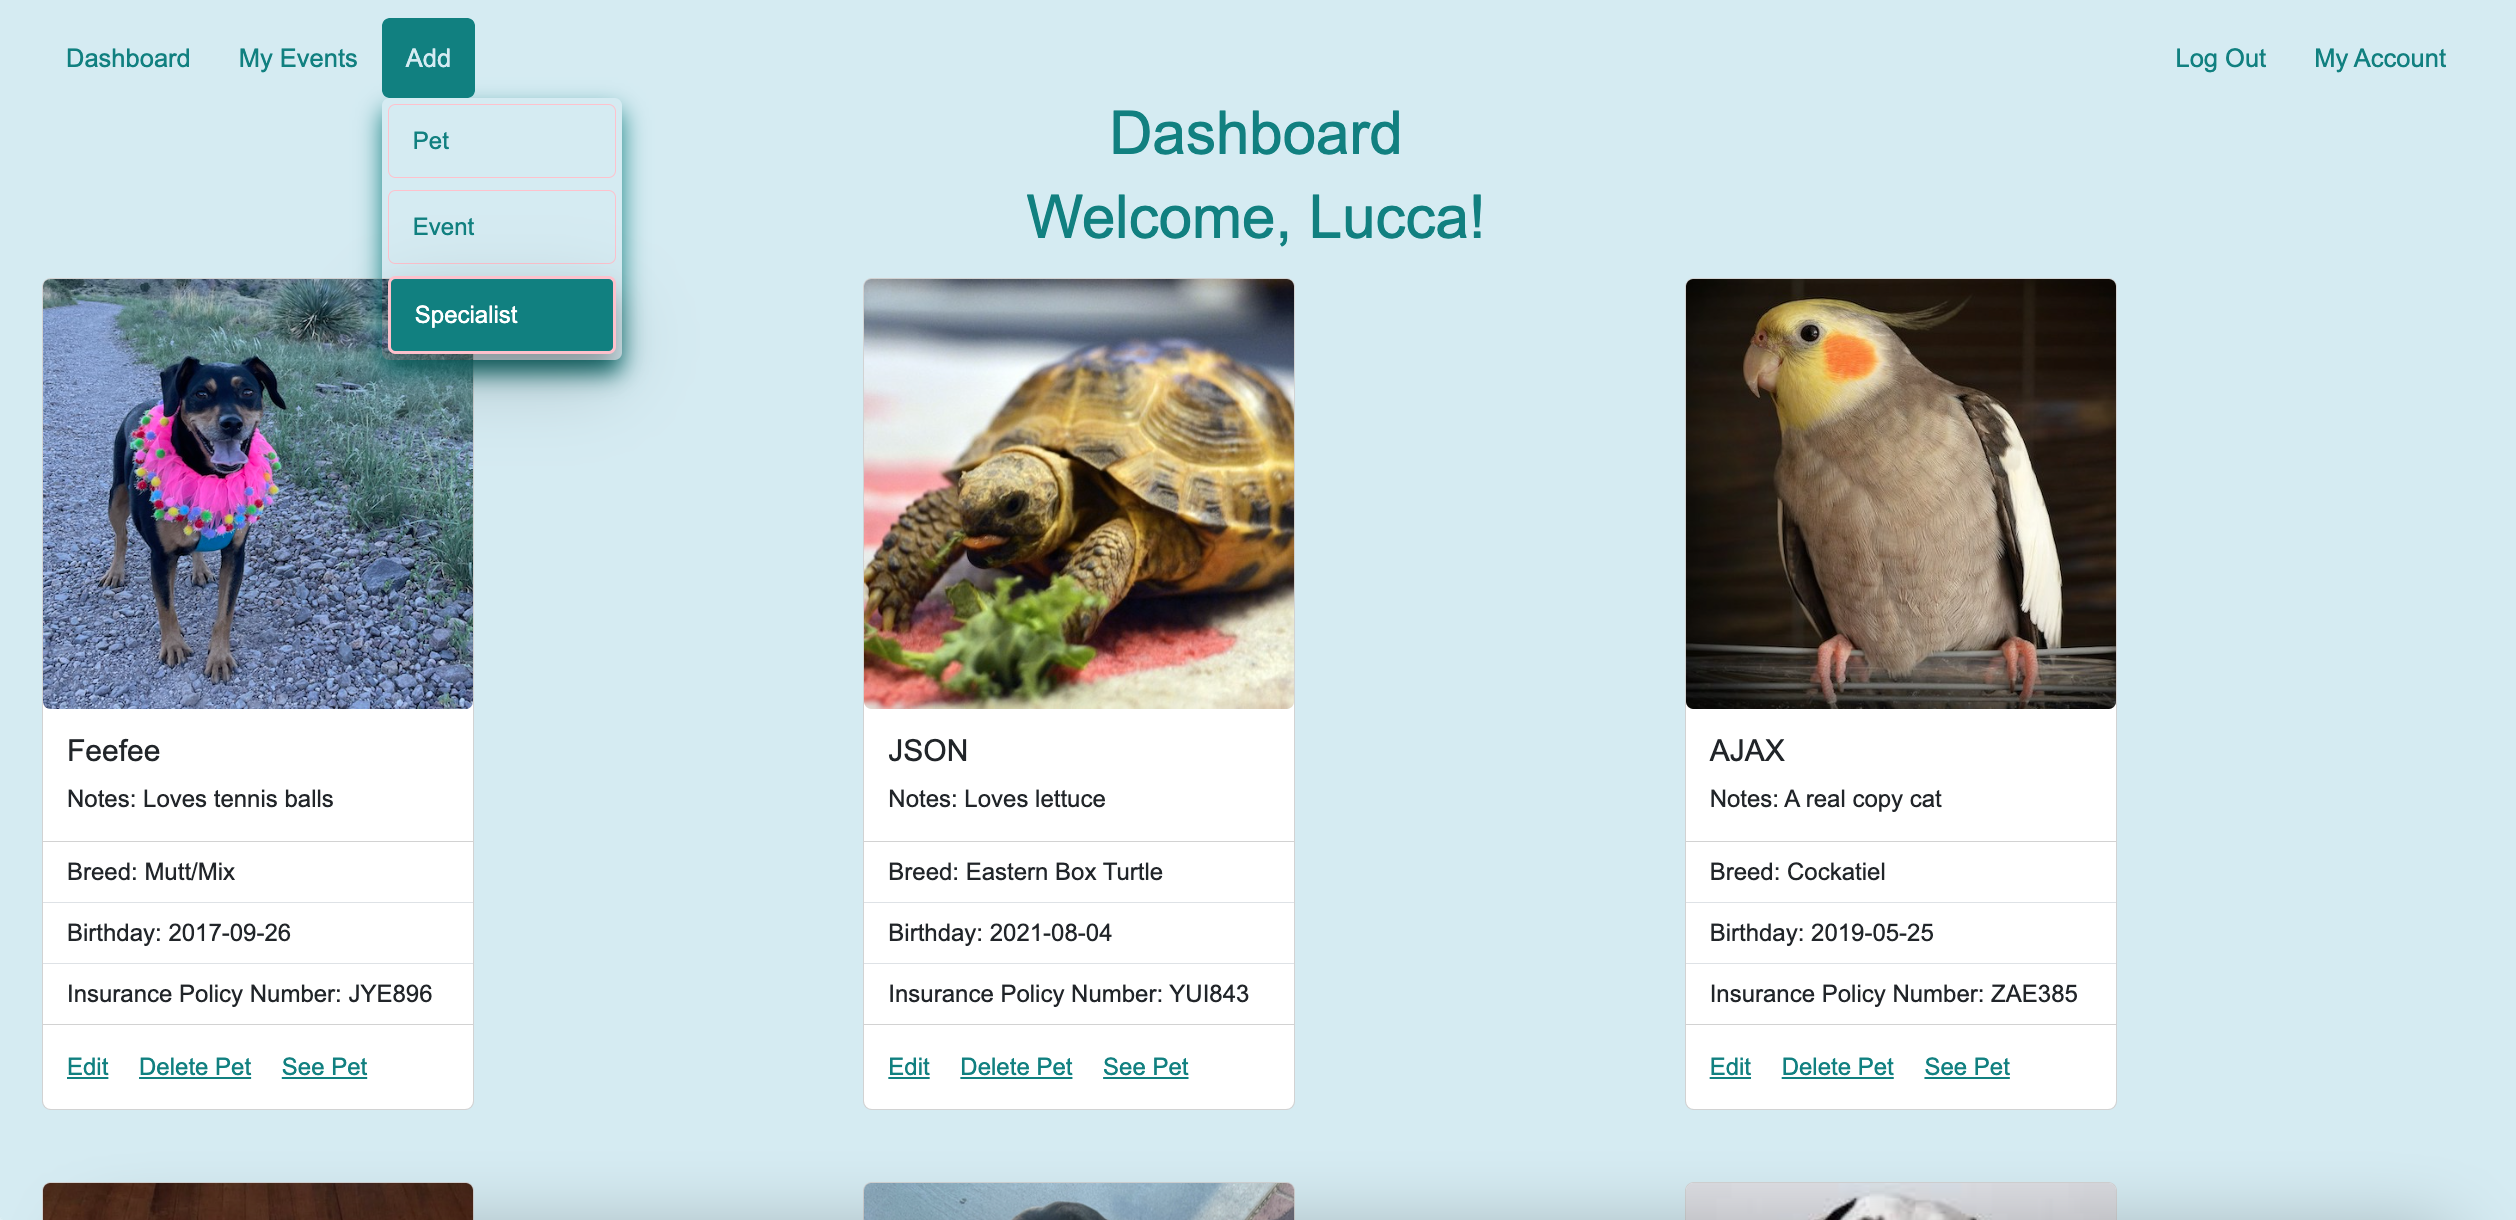 Dashboard My Events Add Log Out My Account
Pet
Event
Specialist
Dashboard
Welcome, Lucca!
Feefee
Notes: Loves tennis balls
Breed: Mutt/Mix
Birthday: 2017-09-26
Insurance Policy Number: JYE896
Edit Delete Pet See Pet
JSON
Notes: Loves lettuce
Breed: Eastern Box Turtle
Birthday: 2021-08-04
Insurance Policy Number: YUI843
Edit Delete Pet See Pet
AJAX
Notes: A real copy cat
Breed: Cockatiel
Birthday: 2019-05-25
Insurance Policy Number: ZAE385
Edit Delete Pet See Pet